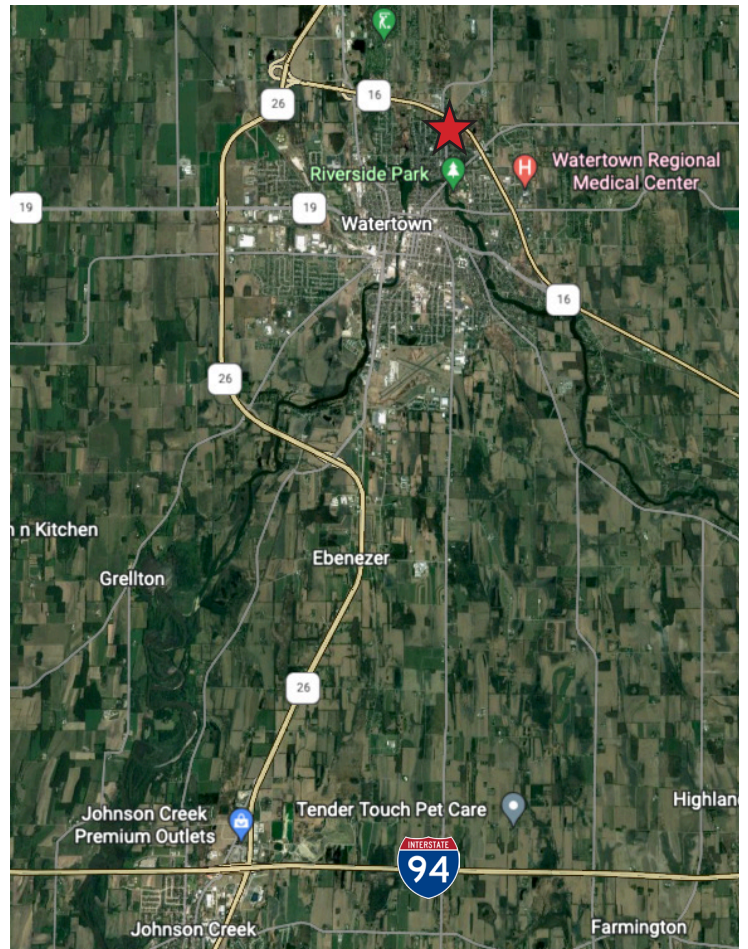 26
16
Riverside Park
H
Watertown Regional
Medical Center
19
19
Watertown
16
26
n Kitchen
Grellton
Ebenezer
26
Johnson Creek
Premium Outlets
Tender Touch Pet Care
Highlan
INTERSTATE
94
Johnson Creek
Farmington